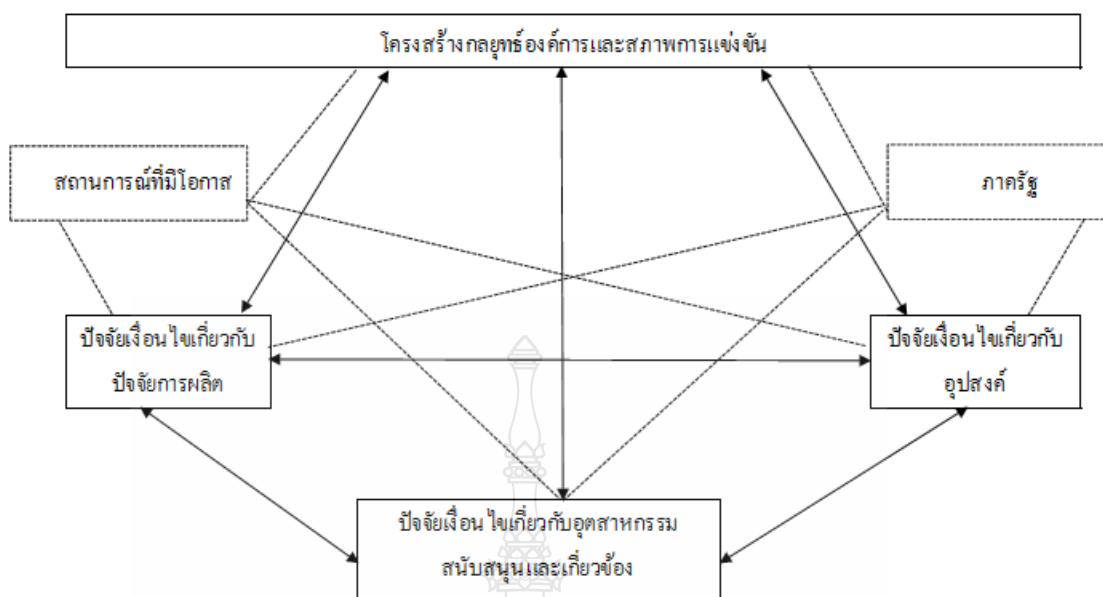 โครงสร้างกลยุทธ์องค์การและสภาพการแข่งขัน
สถานการณ์ที่มีโอกาส
ภาครัฐ
ปัจจัยเงื่อนไขเกี่ยวกับ
ปัจจัยการผลิต
ปัจจัยเงื่อนไขเกี่ยวกับ
อุปสงค์
ปัจจัยเงื่อนไขเกี่ยวกับอุตสาหกรรม
สนับสนุนและเกี่ยวข้อง